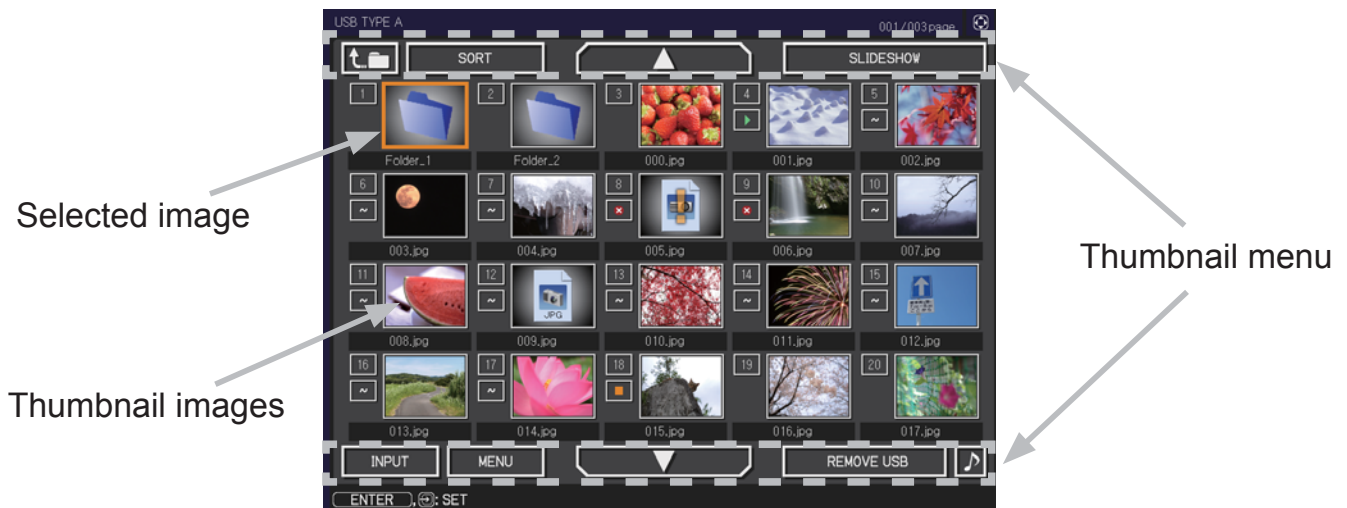 USB TYPE A 001/003page
SORT SLIDESHOW
1 2 3 4 5
Folder_1 Folder_2 000.jpg 001.jpg 002.jpg
Selected image
6 7 8 9 10
003.jpg 004.jpg 005.jpg 006.jpg 007.jpg
Thumbnail menu
11 12 13 14 15
JPG
008.jpg 009.jpg 010.jpg 011.jpg 012.jpg
16 17 18 19 20
Thumbnail images
013.jpg 014.jpg 015.jpg 016.jpg 017.jpg
INPUT MENU REMOVE USB
ENTER , : SET